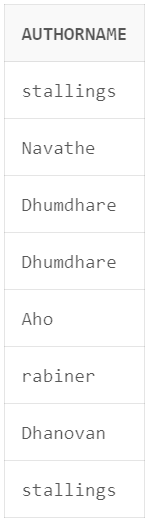 AUTHORNAME
stallings
Navathe
Dhumdhare
Dhumdhare
Aho
rabiner
Dhanovan
stallings